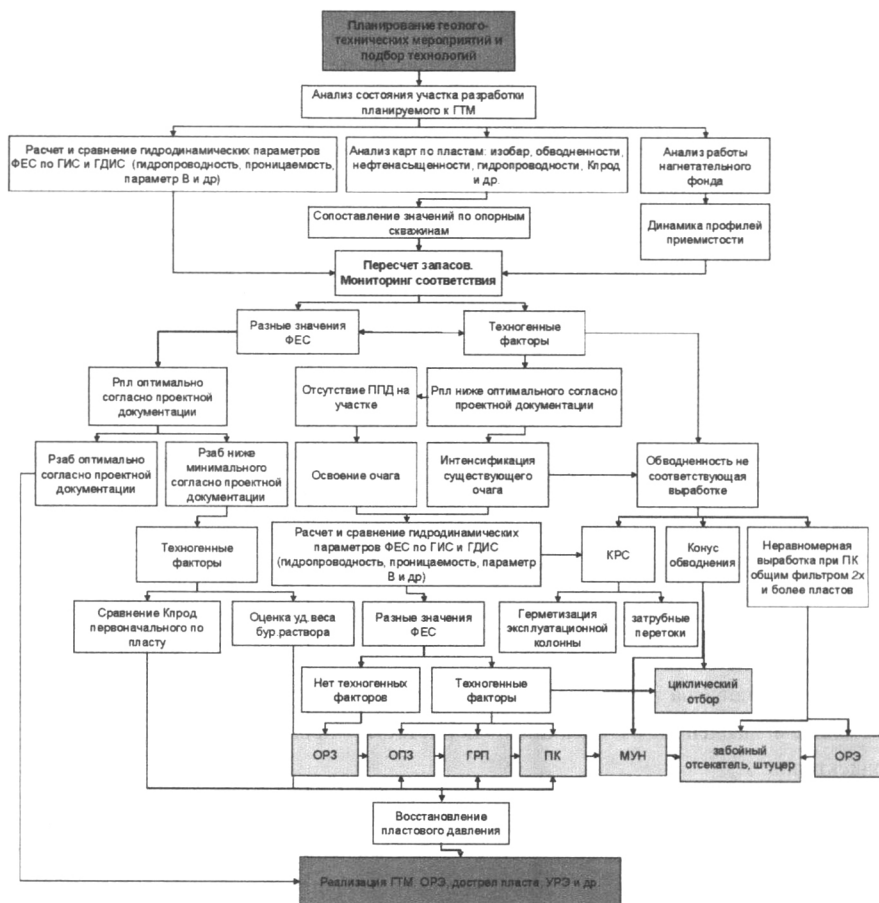 Планирование геолого-
технических мероприятий и
подбор технологий
Анализ состояния участка разработки
планируемого к ГТМ
Расчет и сравнение гидродинамических параметров
ФЕС по ГИС и ГДИС (гидропроводность, проницаемость,
параметр В и др)
Анализ карт по пластам: изобар, обводненности,
нефтенасыщенности, гидропроводности, Кпрод
и др.
Анализ работы
нагнетательного
фонда
Сопоставление значений по опорным
скважинам
Динамика профилей
приемистости
Пересчет запасов.
Мониторинг соответствия
Разные значения
ФЕС
Техногенные
факторы
Рпл оптимально
согласно проектной
документации
Отсутствие ППД на
участке
Рпл ниже оптимального согласно
проектной документации
Рзаб оптимально
согласно проектной
документации
Рзаб ниже
минимального
согласно проектной
документации
Освоение очага
Интенсификация
существующего
очага
Обводненность не
соответствующая
выработке
Техногенные
факторы
Расчет и сравнение гидродинамических
параметров ФЕС по ГИС и ГДИС
(гидропроводность, проницаемость, параметр
В и др)
КРС
Конус
обводнения
Неравномерная
выработка при ПК
общим фильтром 2х
и более пластов
Сравнение Кпрод
первоначального по
пласту
Оценка уд.веса
бур.раствора
Разные значения
ФЕС
Герметизация
эксплуатационной
колонны
затрубные
перетоки
Нет техногенных
факторов
Техногенные
факторы
циклический
отбор
ОРЗ
ОПЗ
ГРП
ПК
МУН
забойный
отсекатель, штуцер
ОРЭ
Восстановление
пластового давления
Реализация ГТМ: ОРЭ, дострел пласта, УРЭ и др.